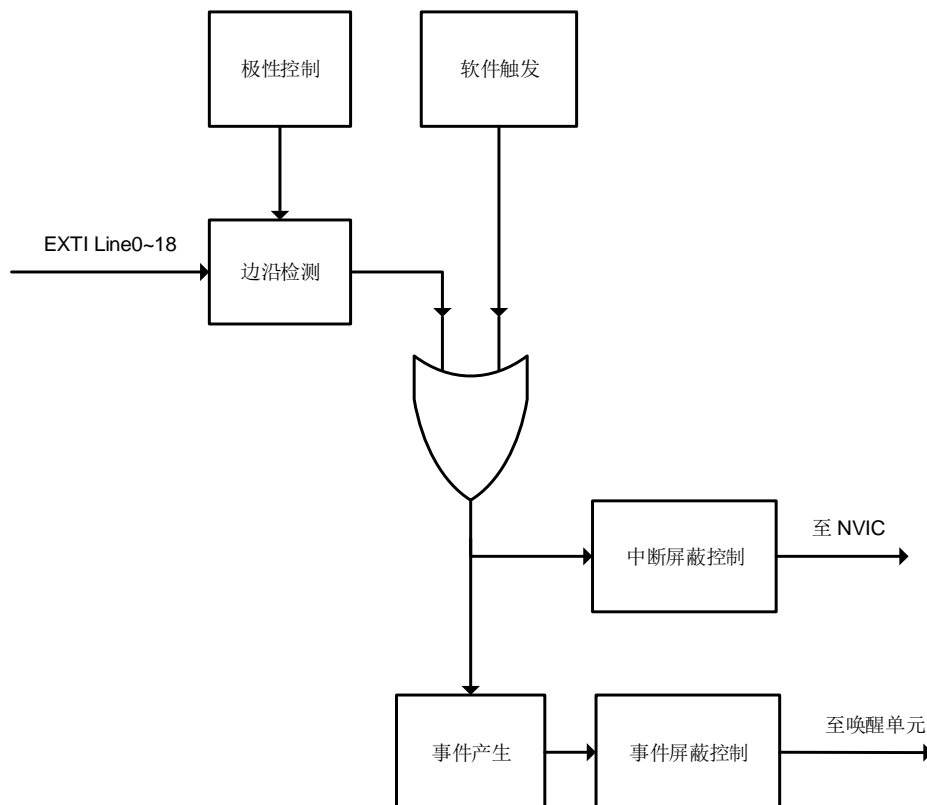 极性控制
软件触发
EXTI Line0~18
边沿检测
至 NVIC
中断屏蔽控制
至唤醒单元
事件产生
事件屏蔽控制